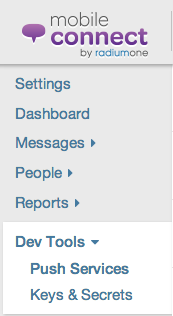 mobile
connect
by radiumone
Settings
Dashboard
Messages
People
Reports
Dev Tools
Push Services
Keys & Secrets